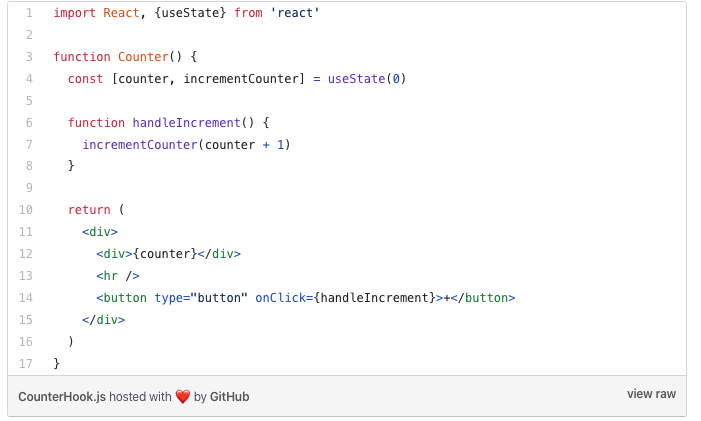 1 import React, {useState} from 'react'
2
3 function Counter() {
4   const [counter, incrementCounter] = useState(0)
5
6   function handleIncrement() {
7     incrementCounter(counter + 1)
8   }
9
10   return (
11     <div>
12       <div>{counter}</div>
13       <hr />
14       <button type="button" onClick={handleIncrement}>+</button>
15     </div>
16   )
17 }
CounterHook.js hosted with ❤ by GitHub view raw